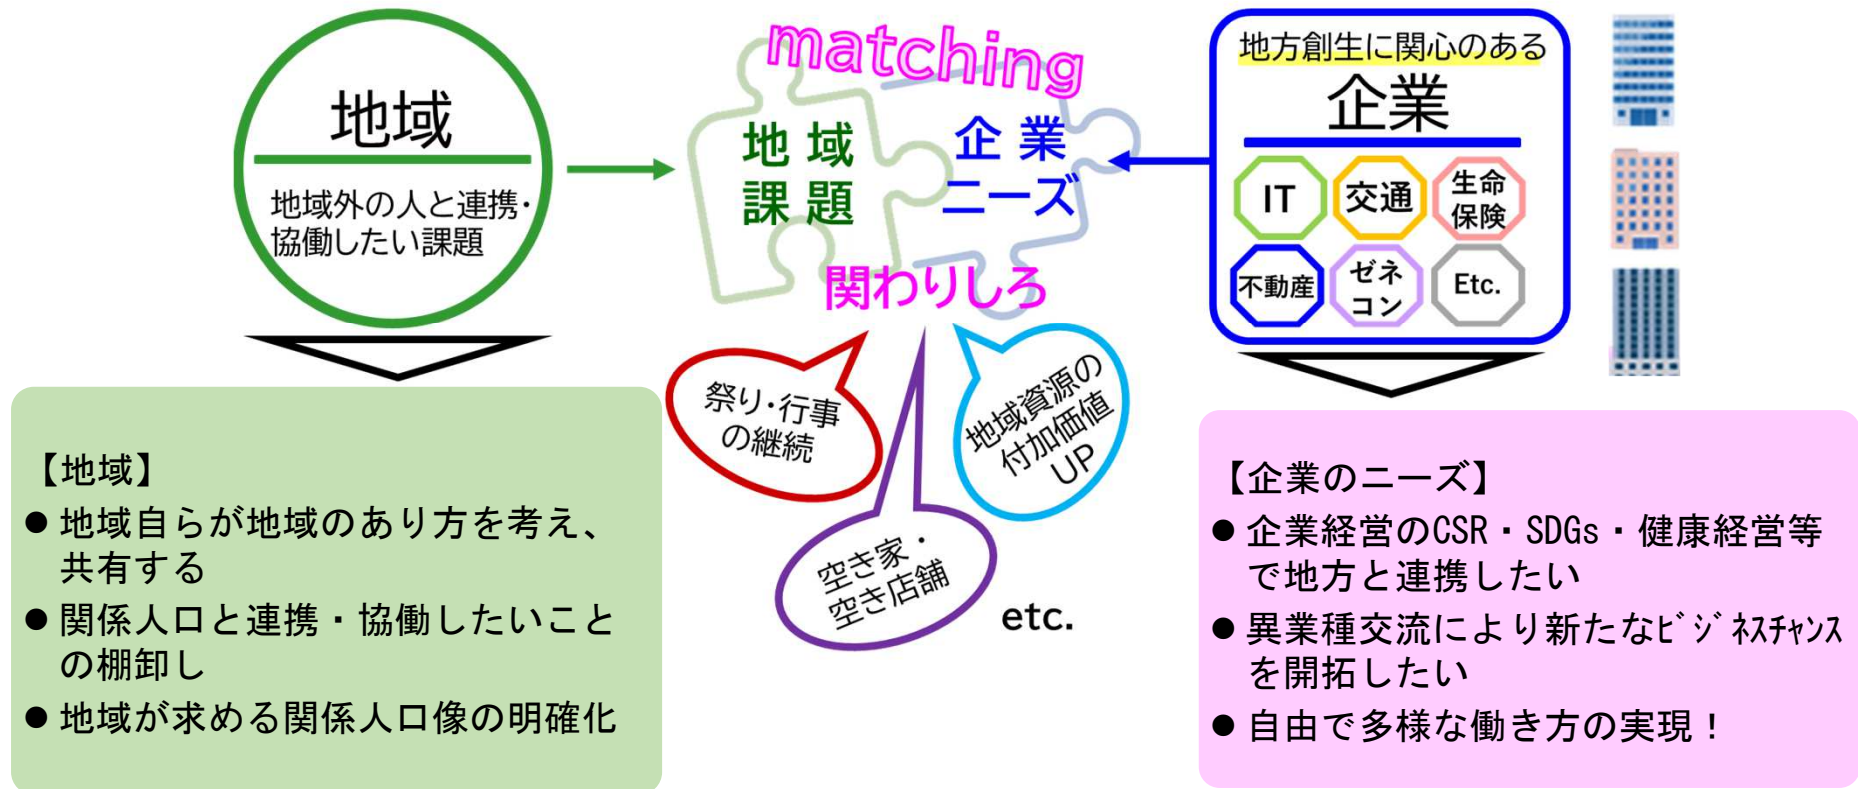 地域
地域外の人と連携・
協働したい課題
matching
地域
課題
企業
ニーズ
関わりしろ
地方創生に関心のある
企業
IT
交通
生命
保険
不動産
ゼネ
コン
Etc.
祭り・行事
の継続
空き家・
空き店舗
地域資源の
付加価値
UP
etc.
【地域】
● 地域自らが地域のあり方を考え、
共有する
● 関係人口と連携・協働したいこと
の棚卸し
● 地域が求める関係人口像の明確化
【企業のニーズ】
● 企業経営のCSR・SDGs・健康経営等
で地方と連携したい
● 異業種交流により新たなﾋﾞｼﾞﾈｽﾁｬﾝｽ
を開拓したい
● 自由で多様な働き方の実現！